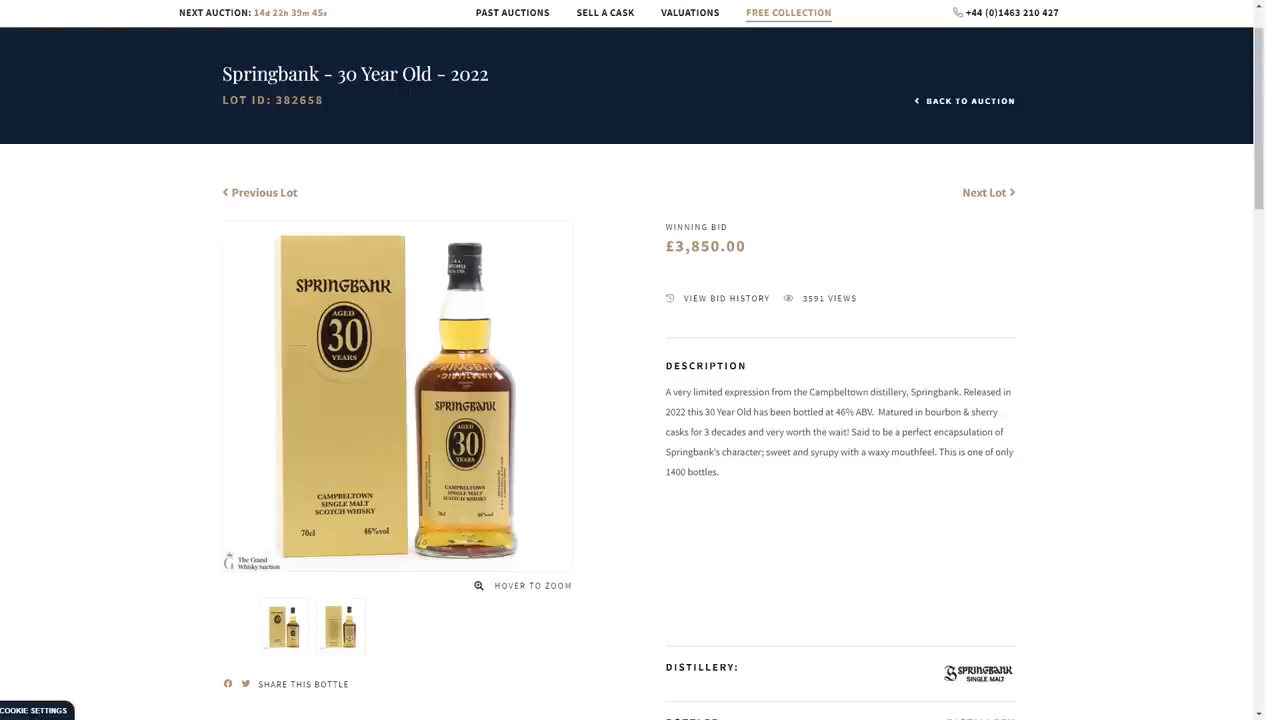 NEXT AUCTION: 14d 22h 39m 45s
PAST AUCTIONS
SELL A CASK
VALUATIONS
FREE COLLECTION
+44 (0)1463 210 427
Springbank - 30 Year Old - 2022
LOT ID: 382658
BACK TO AUCTION
Previous Lot
Next Lot
SPRINGBANK
AGED
30
YEARS
CAMPBELTOWN
SINGLE MALT
SCOTCH WHISKY
70cl 46%vol
SPRINGBANK
DISTILLERY
SPRINGBANK
AGED
30
YEARS
CAMPBELTOWN
SINGLE MALT
SCOTCH WHISKY
70cl 46%vol
The Grand
Whisky Auction
HOVER TO ZOOM
SHARE THIS BOTTLE
WINNING BID
£3,850.00
VIEW BID HISTORY
3591 VIEWS
DESCRIPTION
A very limited expression from the Campbeltown distillery, Springbank. Released in
2022 this 30 Year Old has been bottled at 46% ABV. Matured in bourbon & sherry
casks for 3 decades and very worth the wait! Said to be a perfect encapsulation of
Springbank's character; sweet and syrupy with a waxy mouthfeel. This is one of only
1400 bottles.
DISTILLERY:
SPRINGBANK
SINGLE MALT
COOKIE SETTINGS